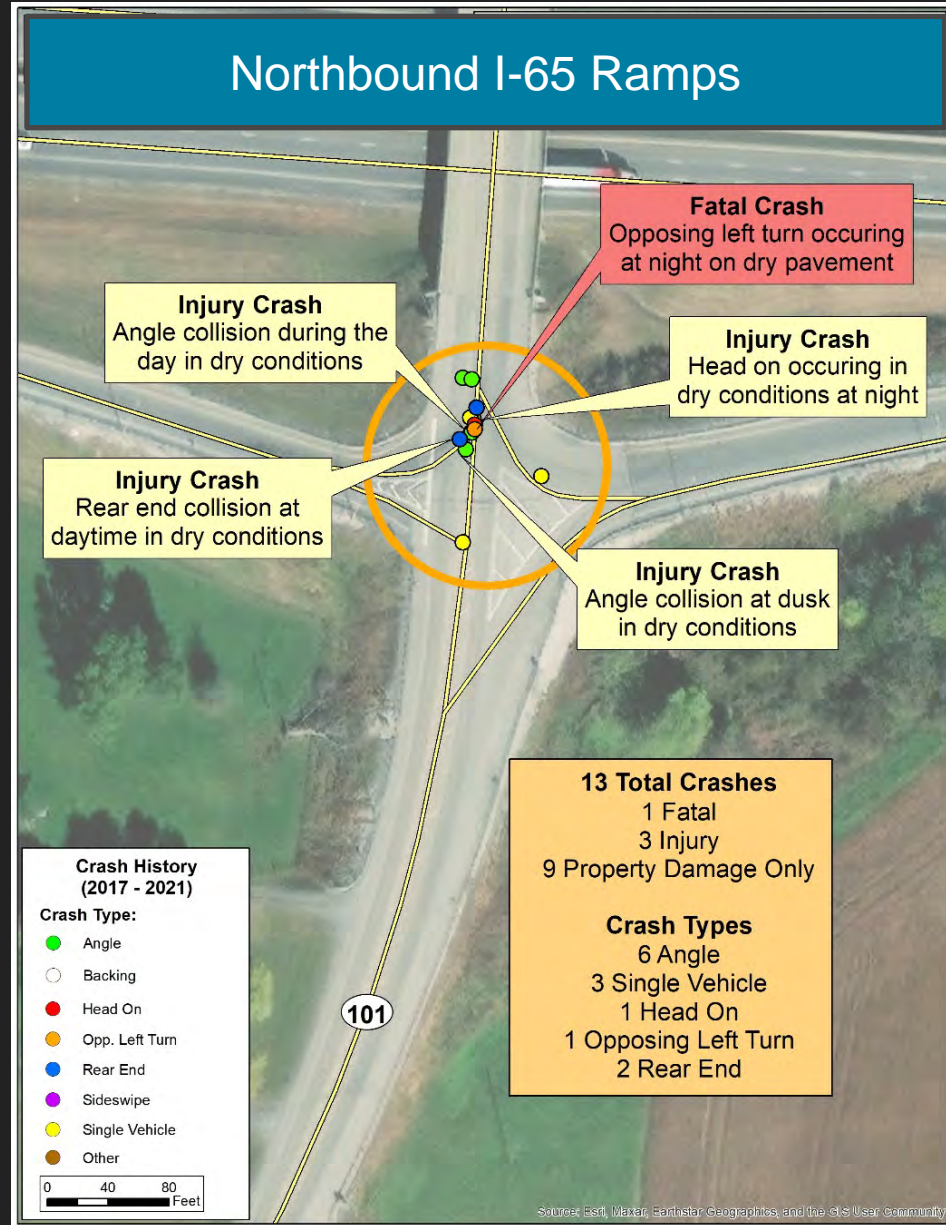 Northbound I-65 Ramps
Fatal Crash
Opposing left turn occuring
at night on dry pavement
Injury Crash
Angle collision during the
day in dry conditions
Injury Crash
Head on occuring in
dry conditions at night
Injury Crash
Rear end collision at
daytime in dry conditions
Injury Crash
Angle collision at dusk
in dry conditions
13 Total Crashes
1 Fatal
3 Injury
9 Property Damage Only
Crash Types
6 Angle
3 Single Vehicle
1 Head On
1 Opposing Left Turn
2 Rear End
Crash History
(2017 - 2021)
Crash Type:
Angle
Backing
Head On
Opp. Left Turn
Rear End
Sideswipe
Single Vehicle
Other
0 40 80
Feet
101
Source: Esri, Maxar, Earthstar Geographics, and the GIS User Community